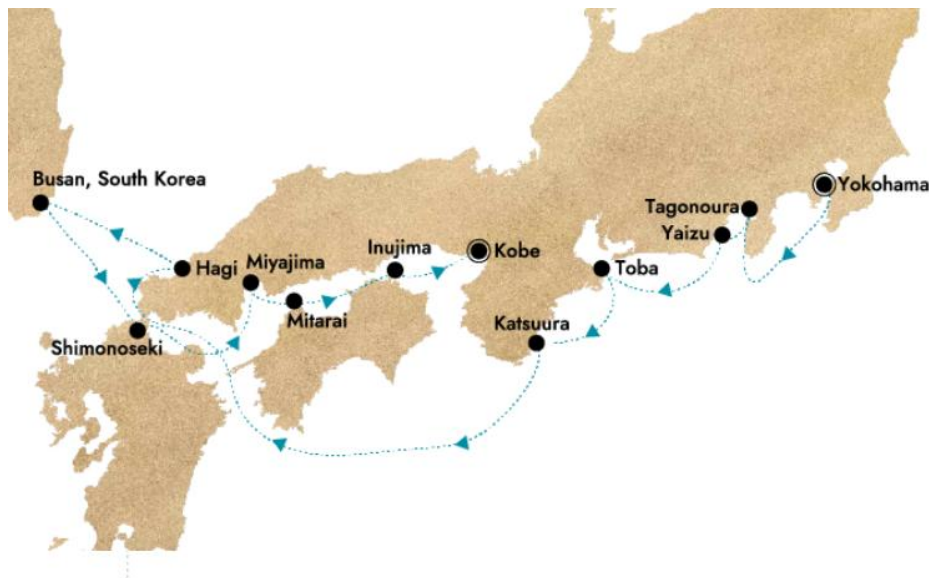 Busan, South Korea
Yokohama
Tagonoura
Yaizu
Inujima
Kobe
Hagi
Miyajima
Toba
Mitarai
Katsuura
Shimonoseki